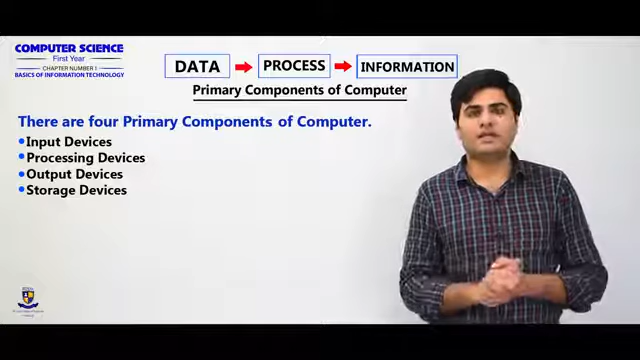 COMPUTER SCIENCE
First Year
CHAPTER NUMBER 1
BASICS OF INFORMATION TECHNOLOGY
DATA PROCESS INFORMATION
Primary Components of Computer
There are four Primary Components of Computer.
Input Devices
Processing Devices
Output Devices
Storage Devices